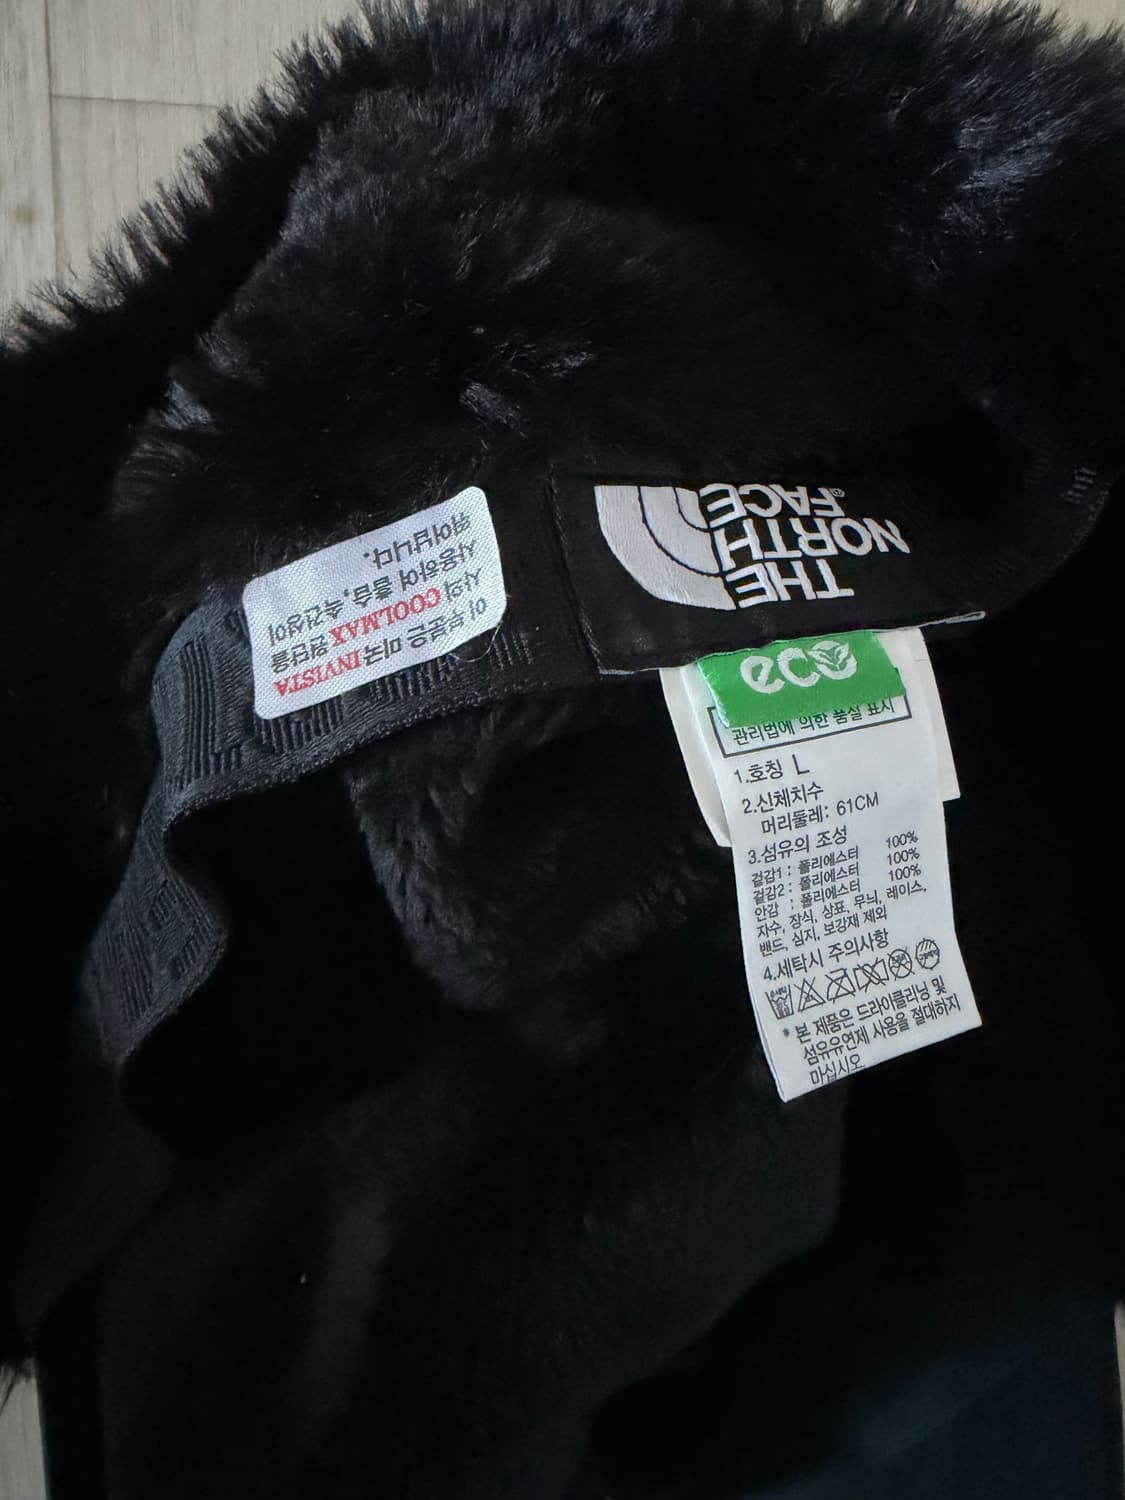 이 부분은 미국 INVISTA
사의 COOLMAX 원단을
사용하여 흡습, 속건성이
뛰어납니다.
THE
NORTH
FACE®
eco
관리법에 의한 품질 표시
1.호칭 L
2.신체치수
머리둘레: 61CM
3.섬유의 조성
겉감1 : 폴리에스터 100%
겉감2 : 폴리에스터 100%
안감 : 폴리에스터 100%
자수, 장식, 상표, 무늬, 레이스,
밴드, 심지, 보강재 제외
4.세탁시 주의사항
손세탁
* 본 제품은 드라이클리닝 및
섬유유연제 사용을 절대하지
마십시오